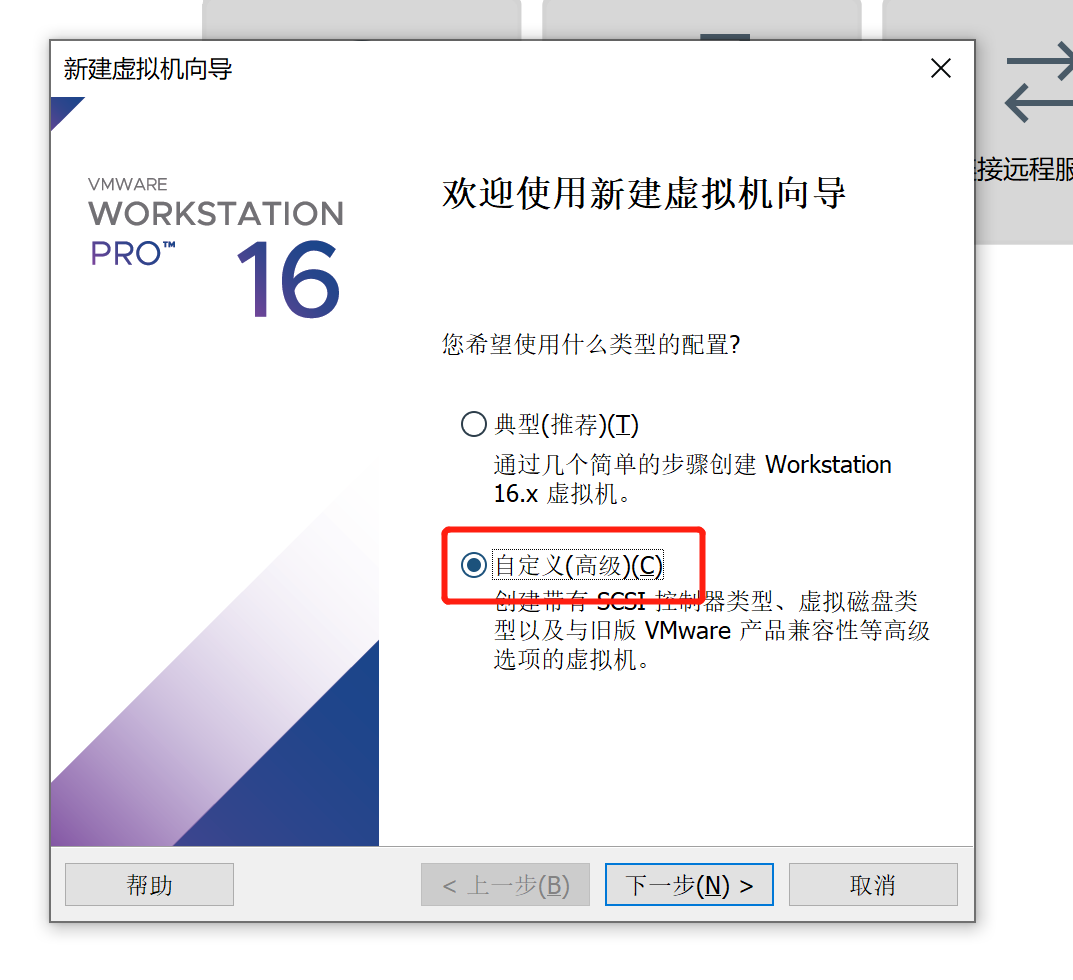 新建虚拟机向导
VMWARE
WORKSTATION
PRO™
16
欢迎使用新建虚拟机向导
接远程服
您希望使用什么类型的配置?
典型(推荐)(T)
通过几个简单的步骤创建 Workstation
16.x 虚拟机。
自定义(高级)(C)
创建带有 SCSI 控制器类型、虚拟磁盘类
型以及与旧版 VMware 产品兼容性等高级
选项的虚拟机。
帮助
< 上一步(B)
下一步(N) >
取消